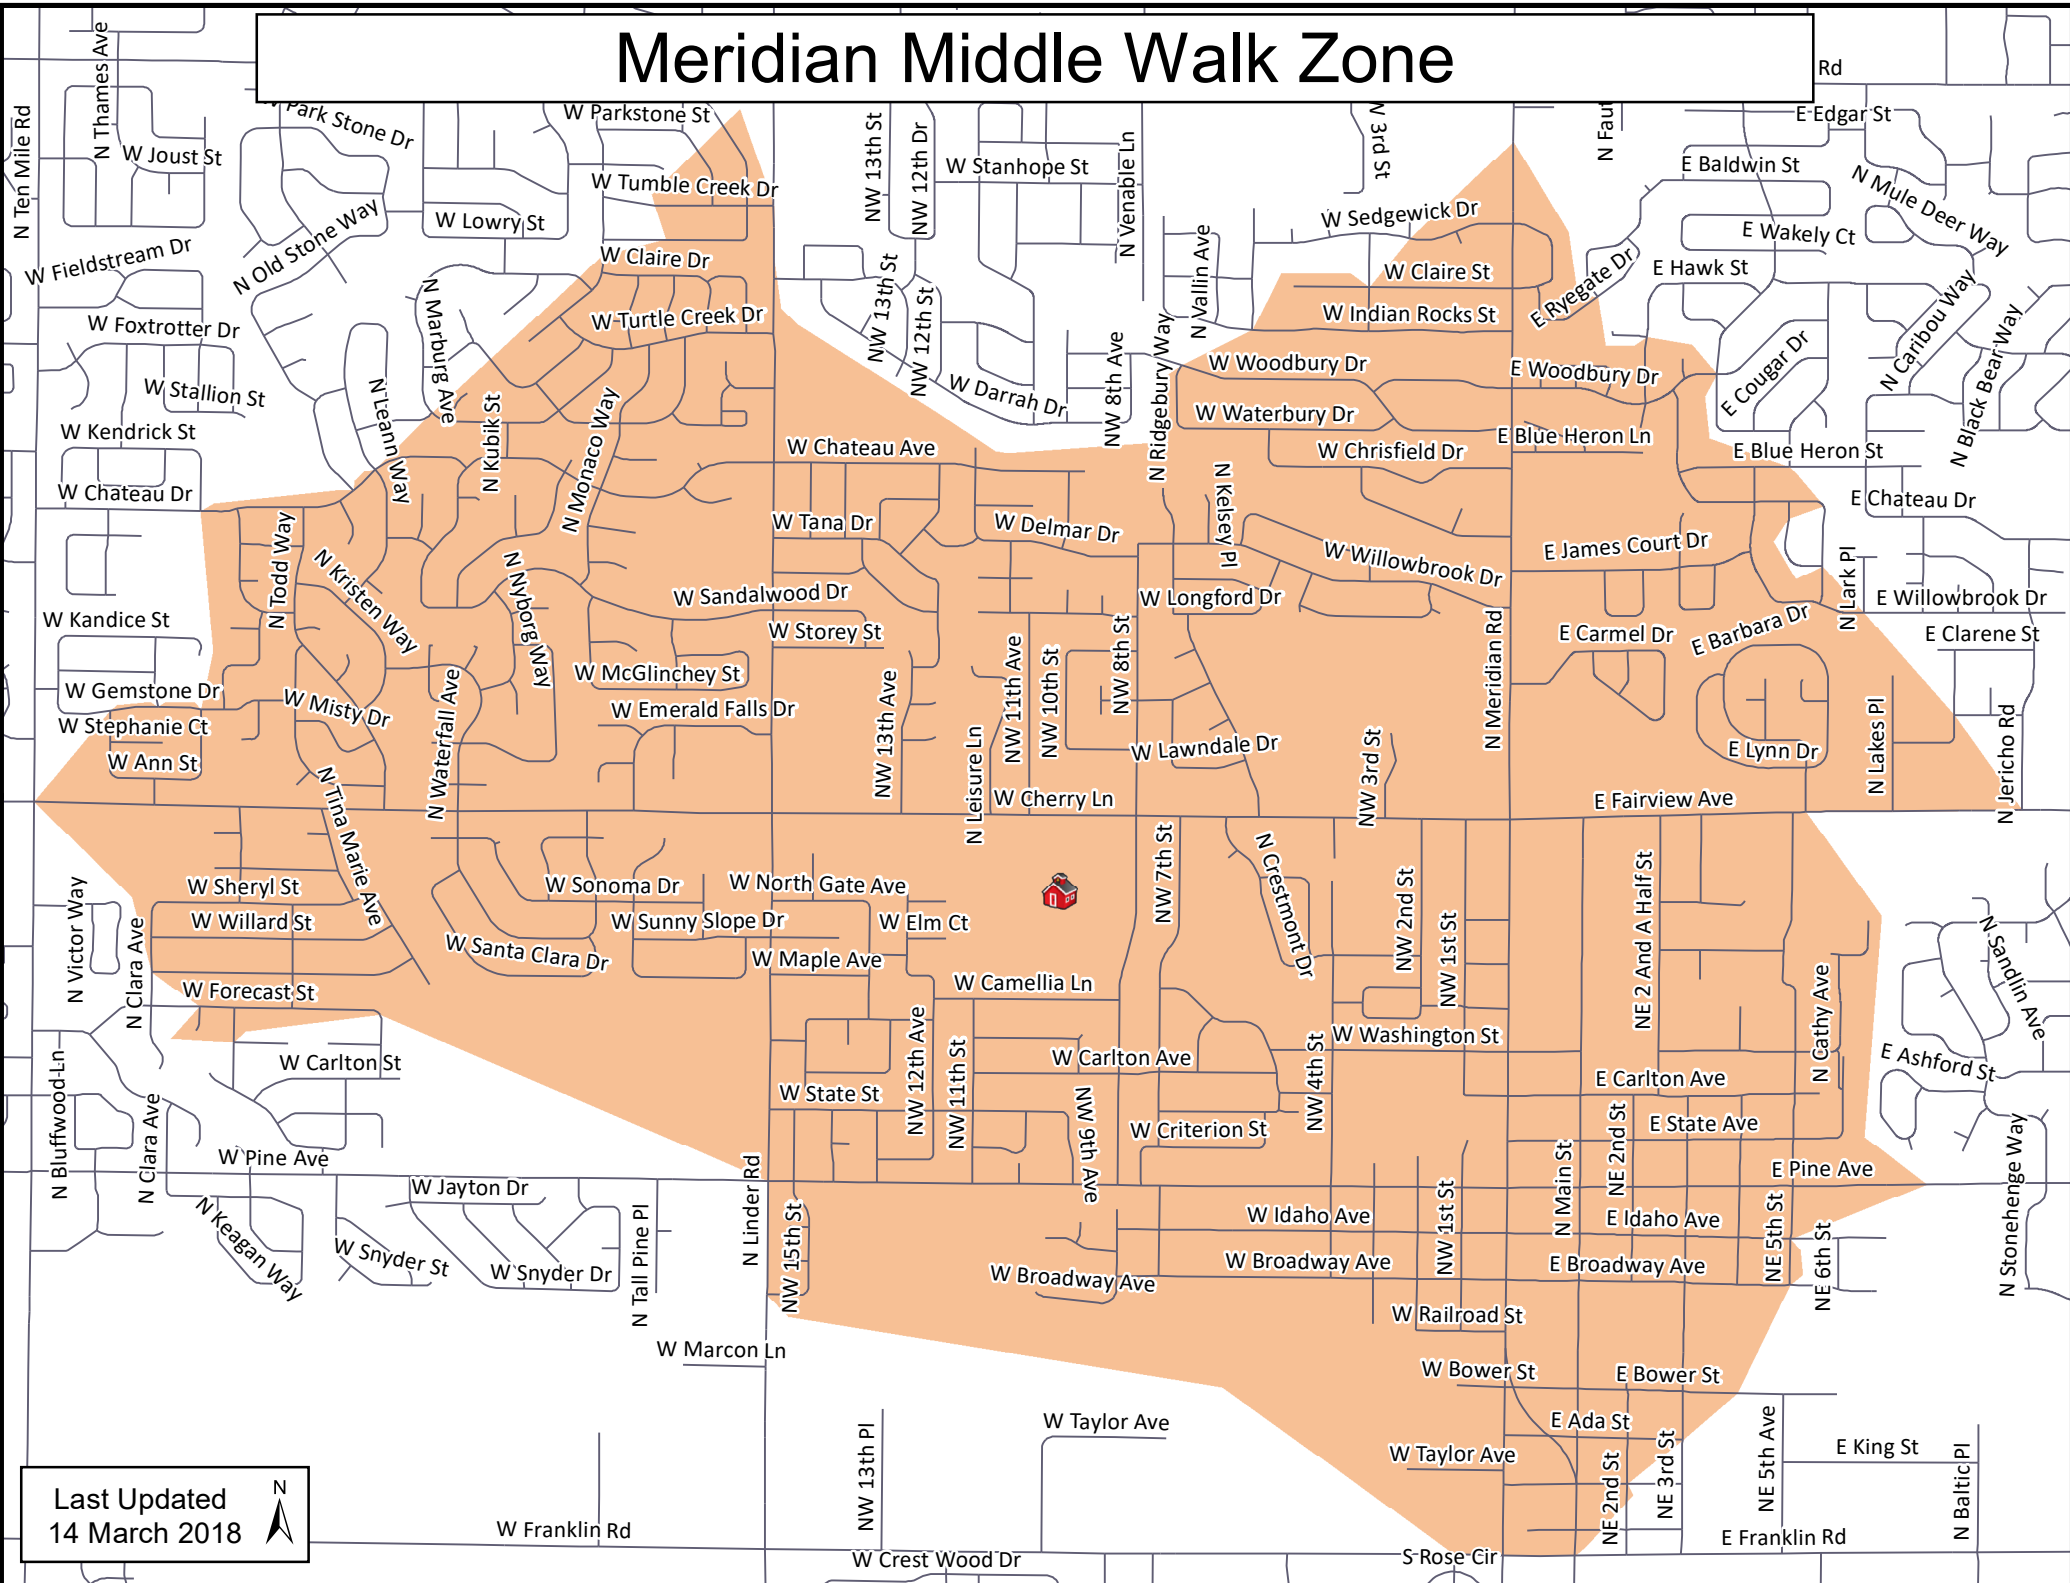 Meridian Middle Walk Zone
Rd
N Thames Ave
N Ten Mile Rd
W Joust St
Park Stone Dr
W Parkstone St
NW 13th St
NW 12th Dr
W Stanhope St
N Venable Ln
W 3rd St
N Faut
E Edgar St
E Baldwin St
N Mule Deer Way
W Tumble Creek Dr
W Lowry St
N Old Stone Way
W Fieldstream Dr
W Claire Dr
W Sedgewick Dr
E Wakely Ct
W Claire St
E Hawk St
E Ryegate Dr
N Vallin Ave
NW 13th St
NW 12th St
N Marburg Ave
W Foxtrotter Dr
W Turtle Creek Dr
W Indian Rocks St
N Caribou Way
N Black Bear Way
E Cougar Dr
W Stallion St
N Leann Way
N Kubik St
N Monaco Way
W Darrah Dr
NW 8th Ave
N Ridgebury Way
W Woodbury Dr
E Woodbury Dr
W Waterbury Dr
E Blue Heron Ln
E Blue Heron St
W Kendrick St
W Chateau Ave
W Chrisfield Dr
W Chateau Dr
E Chateau Dr
N Kelsey Pl
W Tana Dr
W Delmar Dr
W Willowbrook Dr
E James Court Dr
N Todd Way
N Kristen Way
N Nyborg Way
W Sandalwood Dr
W Longford Dr
N Lark Pl
E Willowbrook Dr
W Kandice St
W Storey St
NW 8th St
N Meridian Rd
E Carmel Dr
E Barbara Dr
E Clarene St
W McGlinchey St
NW 11th Ave
NW 10th St
W Gemstone Dr
W Misty Dr
N Waterfall Ave
W Emerald Falls Dr
NW 13th Ave
W Stephanie Ct
W Ann St
N Leisure Ln
W Lawndale Dr
NW 3rd St
E Lynn Dr
N Lakes Pl
N Jericho Rd
N Tina Marie Ave
W Cherry Ln
E Fairview Ave
W Sheryl St
W Sonoma Dr
W North Gate Ave
NW 7th St
N Crestmont Dr
NW 2nd St
NW 1st St
NE 2 And A Half St
N Victor Way
N Clara Ave
W Willard St
W Sunny Slope Dr
W Elm Ct
N Sandlin Ave
W Santa Clara Dr
W Maple Ave
W Camellia Ln
W Forecast St
N Cathy Ave
W Washington St
NW 12th Ave
NW 11th St
W Carlton Ave
NW 4th St
W Carlton St
E Ashford St
N Bluffwood Ln
N Clara Ave
W State St
E Carlton Ave
NW 9th Ave
W Criterion St
NE 2nd St
E State Ave
W Pine Ave
E Pine Ave
N Main St
N Stonehenge Way
W Jayton Dr
N Keagan Way
N Linder Rd
NW 15th St
W Idaho Ave
NW 1st St
E Idaho Ave
NE 5th St
NE 6th St
N Tall Pine Pl
W Snyder St
W Snyder Dr
W Broadway Ave
W Broadway Ave
E Broadway Ave
W Railroad St
W Marcon Ln
W Bower St
E Bower St
W Taylor Ave
E Ada St
NE 5th Ave
NW 13th Pl
W Taylor Ave
NE 2nd St
NE 3rd St
E King St
N Baltic Pl
Last Updated
14 March 2018
N
W Franklin Rd
E Franklin Rd
W Crest Wood Dr
S Rose Cir